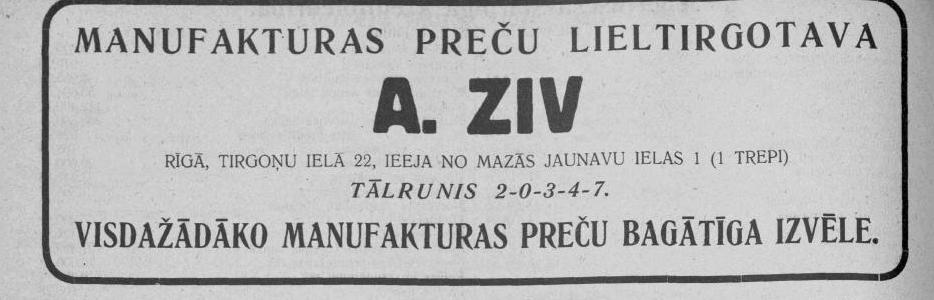 MANUFAKTURAS PREČU LIELTIRGOTAVA
A. ZIV
RĪGĀ, TIRGOŅU IELĀ 22, IEEJA NO MAZĀS JAUNAVU IELAS 1 (1 TREPI)
TĀLRUNIS 2-0-3-4-7.
VISDAŽĀDĀKO MANUFAKTURAS PREČU BAGĀTĪGA IZVĒLE.